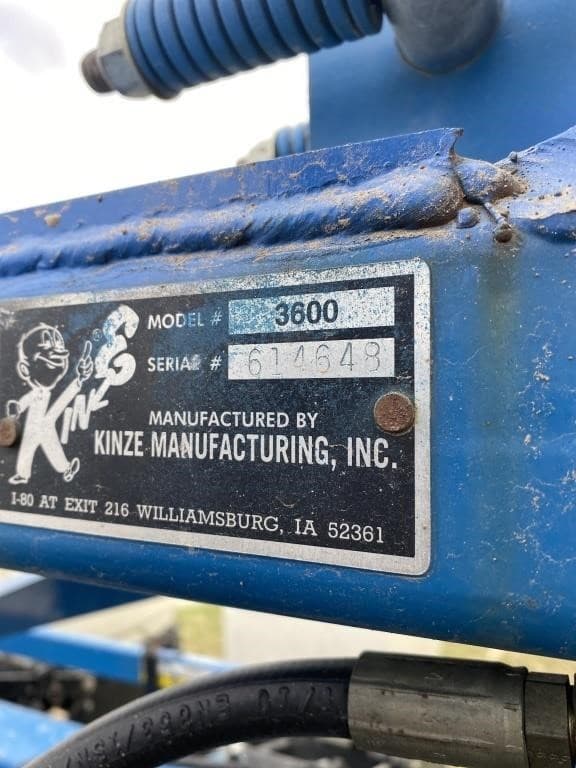 MODEL # 3600
SERIAL # 614648
KINZE ®
MANUFACTURED BY
KINZE MANUFACTURING, INC.
I-80 AT EXIT 216 WILLIAMSBURG, IA 52361